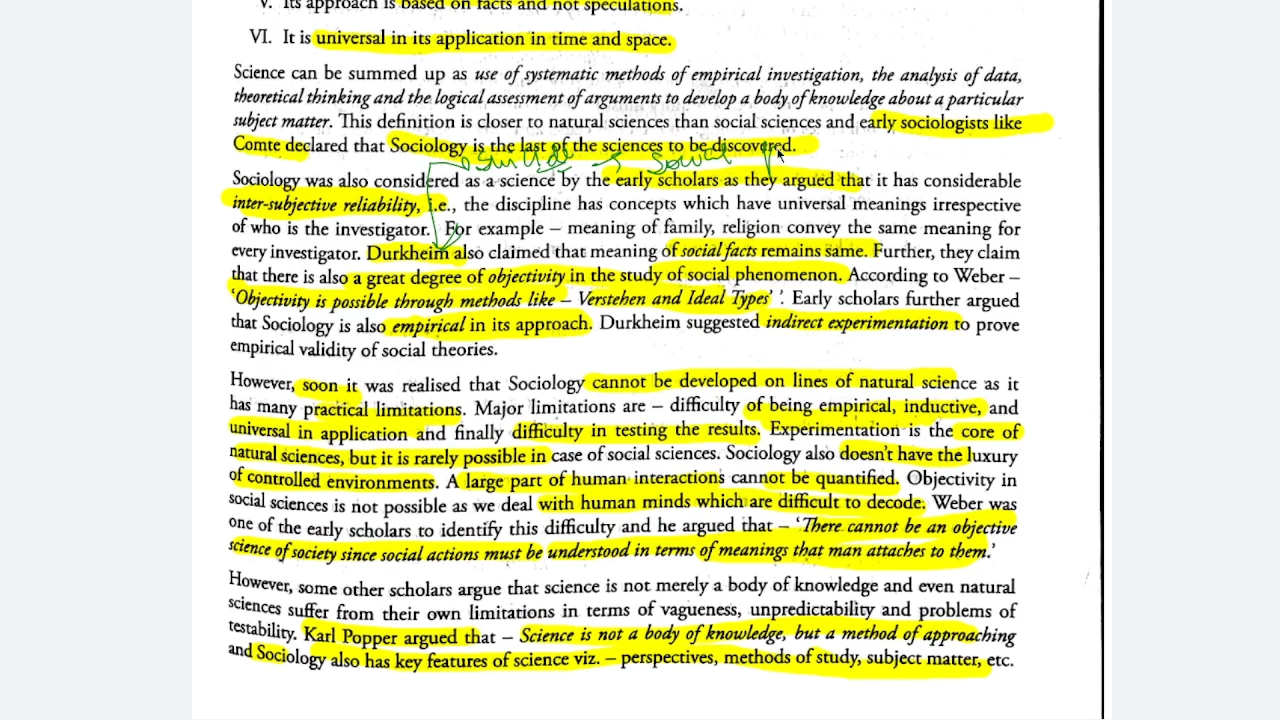 V. Its approach is based on facts and not speculations.
VI. It is universal in its application in time and space.
Science can be summed up as use of systematic methods of empirical investigation, the analysis of data,
theoretical thinking and the logical assessment of arguments to develop a body of knowledge about a particular
subject matter. This definition is closer to natural sciences than social sciences and early sociologists like
Comte declared that Sociology is the last of the sciences to be discovered.
Sociology was also considered as a science by the early scholars as they argued that it has considerable
inter-subjective reliability, i.e., the discipline has concepts which have universal meanings irrespective
of who is the investigator. For example – meaning of family, religion convey the same meaning for
every investigator. Durkheim also claimed that meaning of social facts remains same. Further, they claim
that there is also a great degree of objectivity in the study of social phenomenon. According to Weber –
‘Objectivity is possible through methods like – Verstehen and Ideal Types’ . Early scholars further argued
that Sociology is also empirical in its approach. Durkheim suggested indirect experimentation to prove
empirical validity of social theories.
However, soon it was realised that Sociology cannot be developed on lines of natural science as it
has many practical limitations. Major limitations are – difficulty of being empirical, inductive, and
universal in application and finally difficulty in testing the results. Experimentation is the core of
natural sciences, but it is rarely possible in case of social sciences. Sociology also doesn’t have the luxury
of controlled environments. A large part of human interactions cannot be quantified. Objectivity in
social sciences is not possible as we deal with human minds which are difficult to decode. Weber was
one of the early scholars to identify this difficulty and he argued that – ‘There cannot be an objective
science of society since social actions must be understood in terms of meanings that man attaches to them.’
However, some other scholars argue that science is not merely a body of knowledge and even natural
sciences suffer from their own limitations in terms of vagueness, unpredictability and problems of
testability. Karl Popper argued that – Science is not a body of knowledge, but a method of approaching
and Sociology also has key features of science viz. – perspectives, methods of study, subject matter, etc.